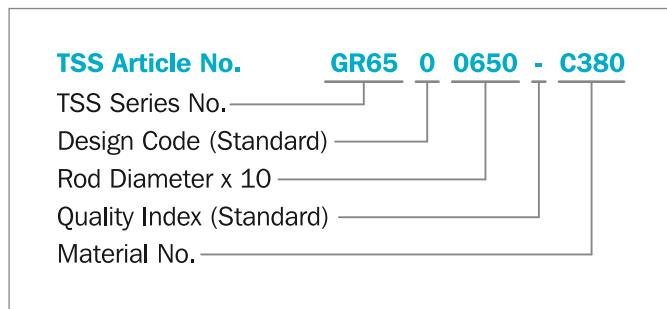 TSS Article No. GR65 0 0650 - C380
TSS Series No.
Design Code (Standard)
Rod Diameter x 10
Quality Index (Standard)
Material No.